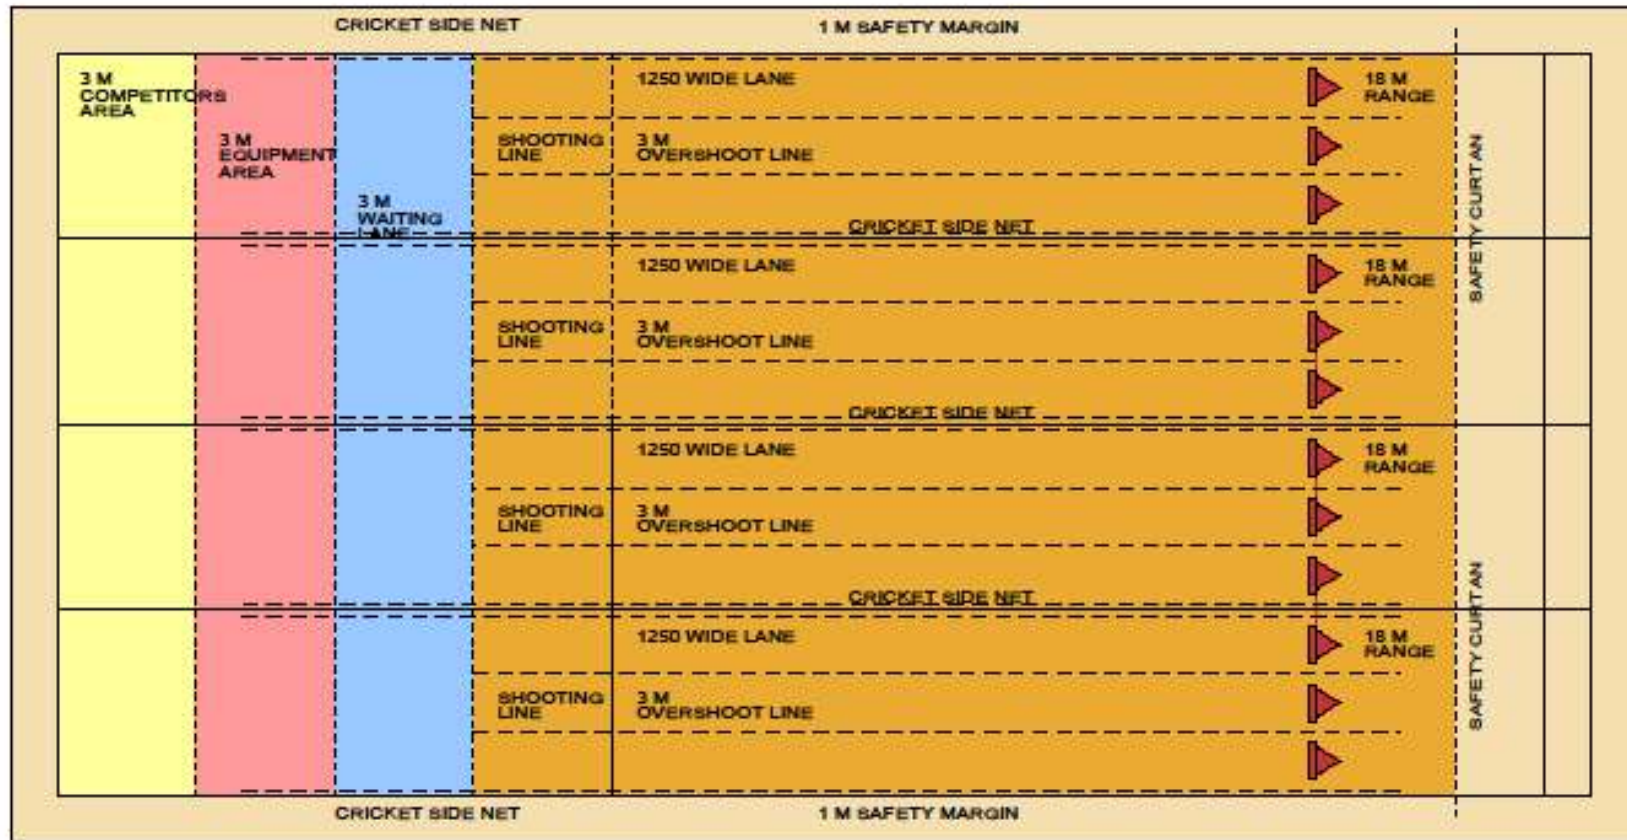 CRICKET SIDE NET
1 M SAFETY MARGIN
3 M
COMPETITORS
AREA
3 M
EQUIPMENT
AREA
3 M
WAITING
LANE
SHOOTING
LINE
1250 WIDE LANE
3 M
OVERSHOOT LINE
18 M
RANGE
CRICKET SIDE NET
SHOOTING
LINE
1250 WIDE LANE
3 M
OVERSHOOT LINE
18 M
RANGE
CRICKET SIDE NET
SHOOTING
LINE
1250 WIDE LANE
3 M
OVERSHOOT LINE
18 M
RANGE
CRICKET SIDE NET
SHOOTING
LINE
1250 WIDE LANE
3 M
OVERSHOOT LINE
18 M
RANGE
SAFETY CURTAN
SAFETY CURTAN
CRICKET SIDE NET
1 M SAFETY MARGIN